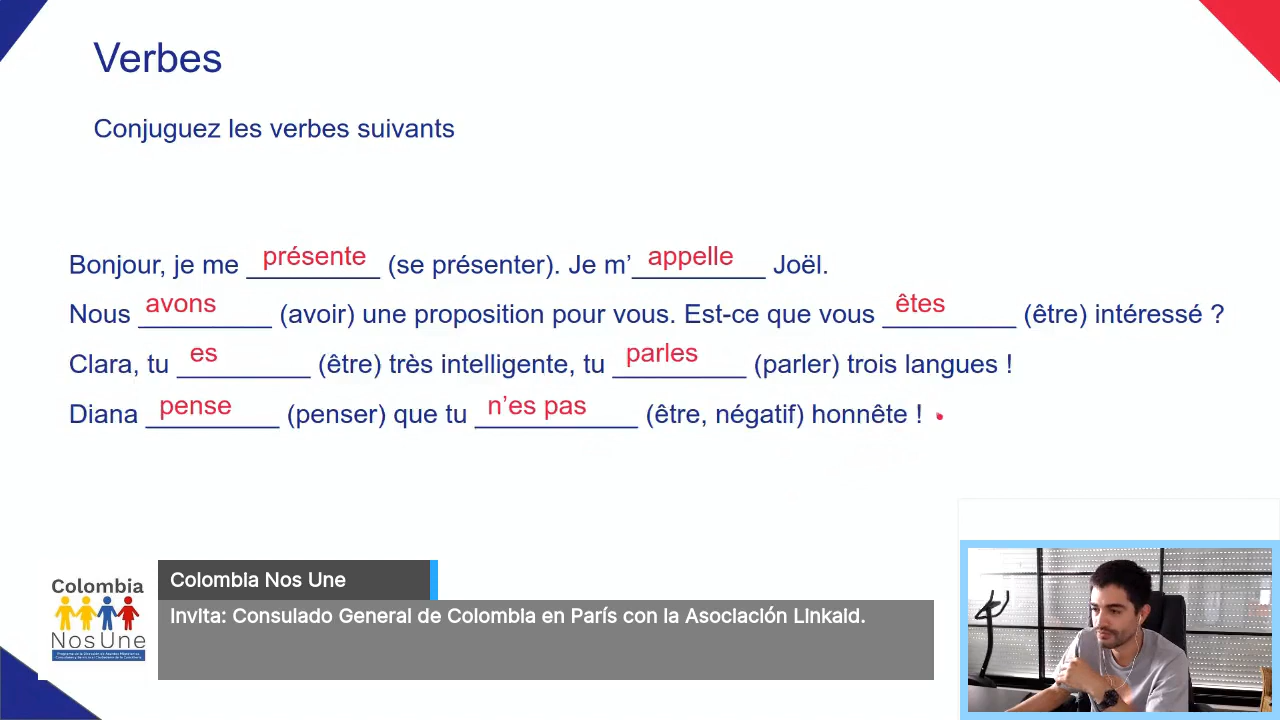 Verbes
Conjuguez les verbes suivants
Bonjour, je me présente (se présenter). Je m’appelle Joël.
Nous avons (avoir) une proposition pour vous. Est-ce que vous êtes (être) intéressé ?
Clara, tu es (être) très intelligente, tu parles (parler) trois langues !
Diana pense (penser) que tu n’es pas (être, négatif) honnête !
Colombia
Nos Une
Colombia Nos Une
Invita: Consulado General de Colombia en París con la Asociación Linkaid.